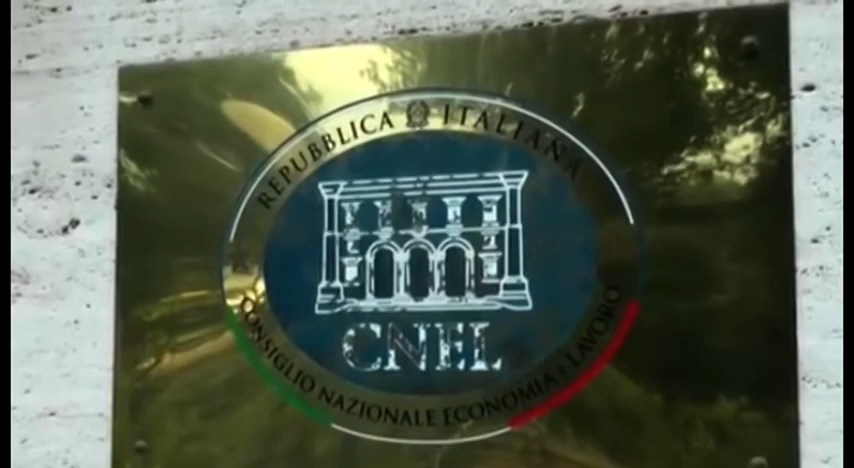 REPUBBLICA ITALIANA
CNEL
CONSIGLIO NAZIONALE ECONOMIA E LAVORO